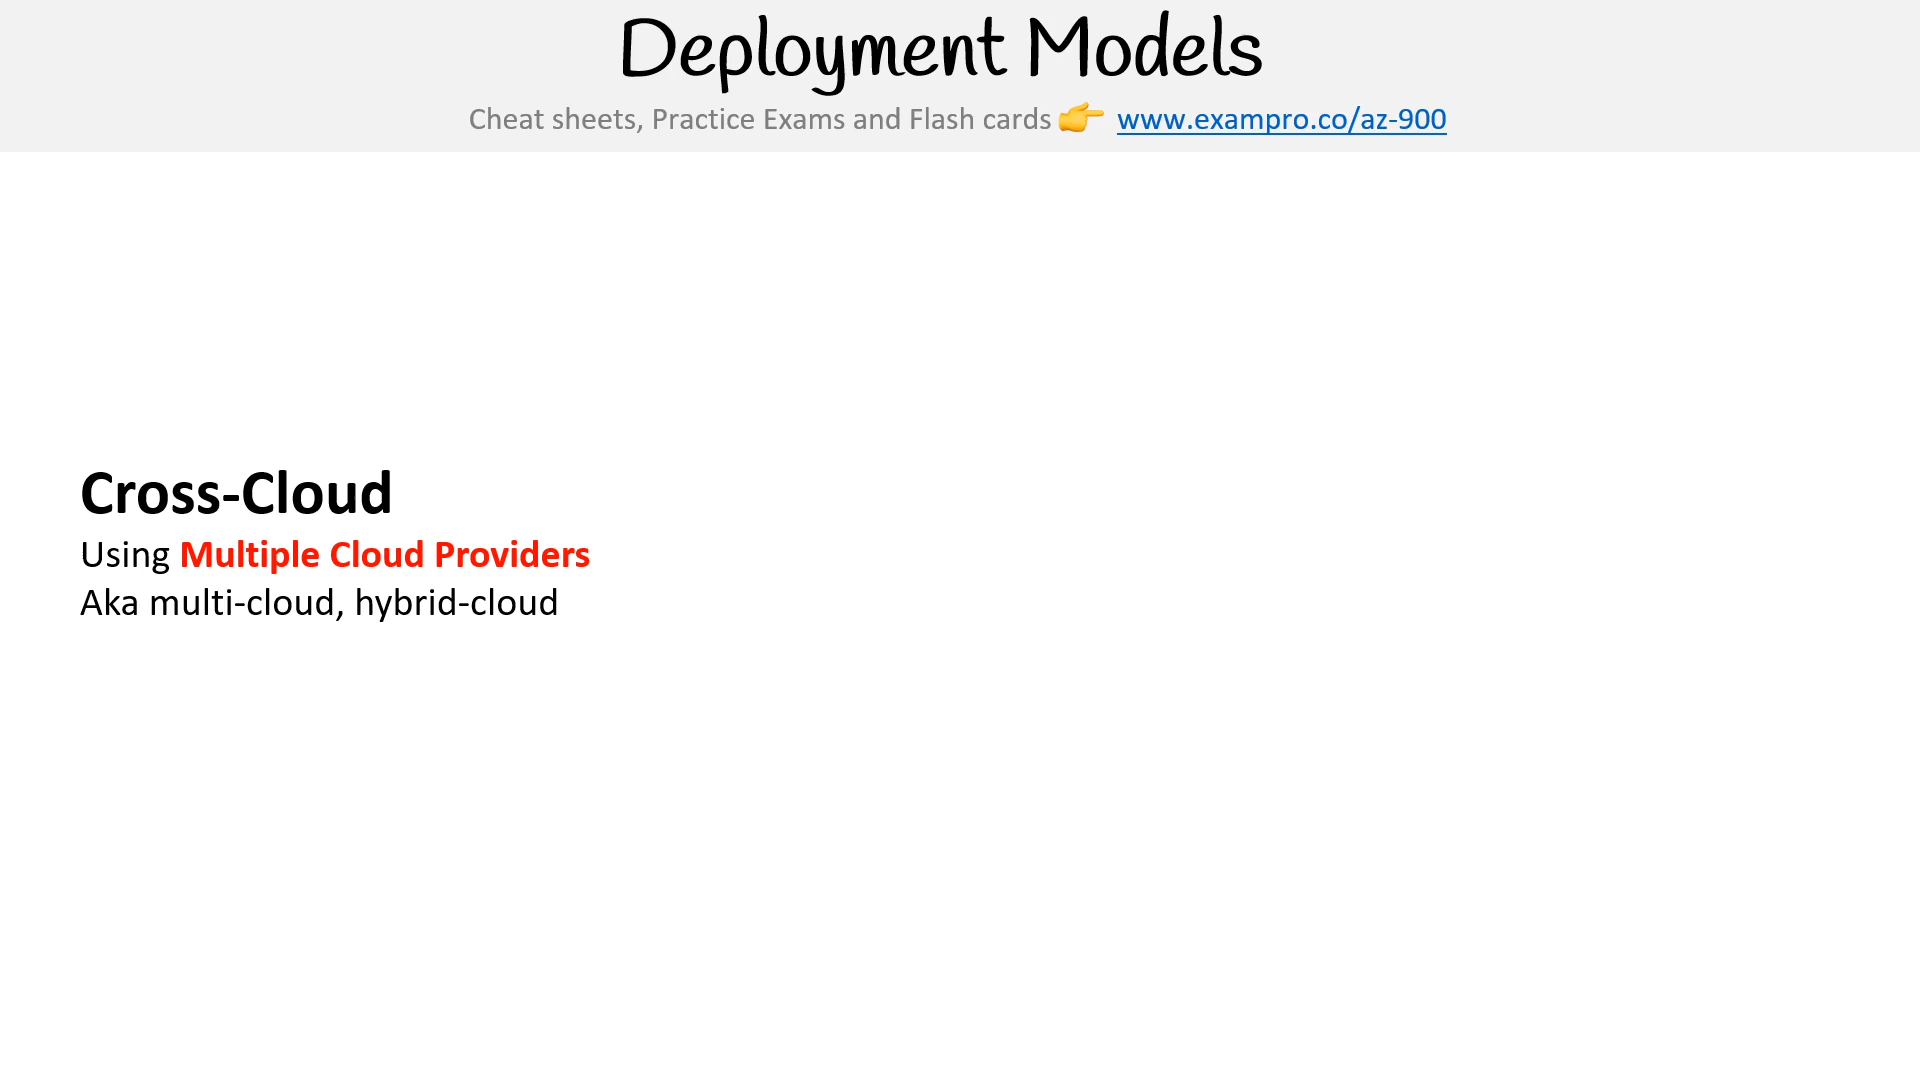 Deployment Models
Cheat sheets, Practice Exams and Flash cards 👉 www.exampro.co/az-900
Cross-Cloud
Using Multiple Cloud Providers
Aka multi-cloud, hybrid-cloud